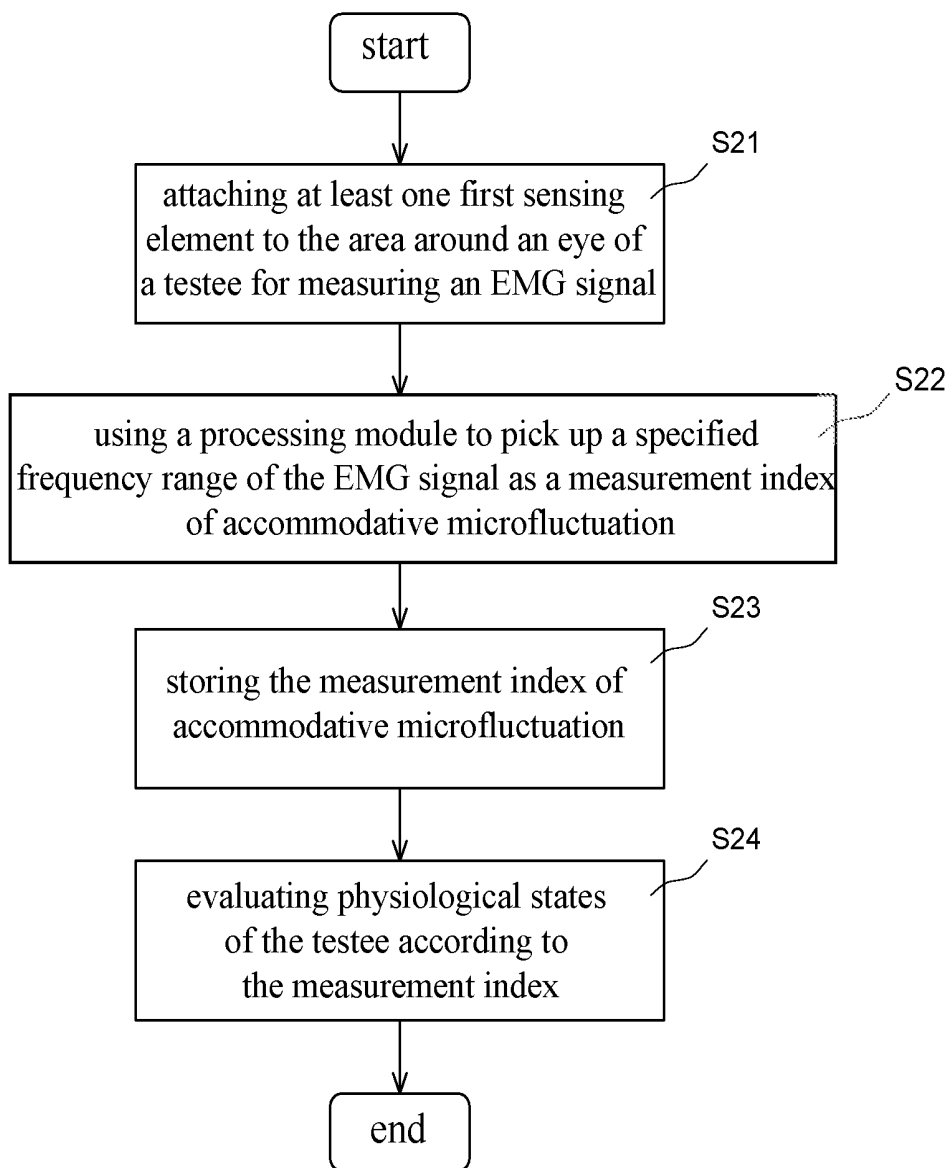 start
S21
attaching at least one first sensing
element to the area around an eye of
a testee for measuring an EMG signal
S22
using a processing module to pick up a specified
frequency range of the EMG signal as a measurement index
of accommodative microfluctuation
S23
storing the measurement index of
accommodative microfluctuation
S24
evaluating physiological states
of the testee according to
the measurement index
end